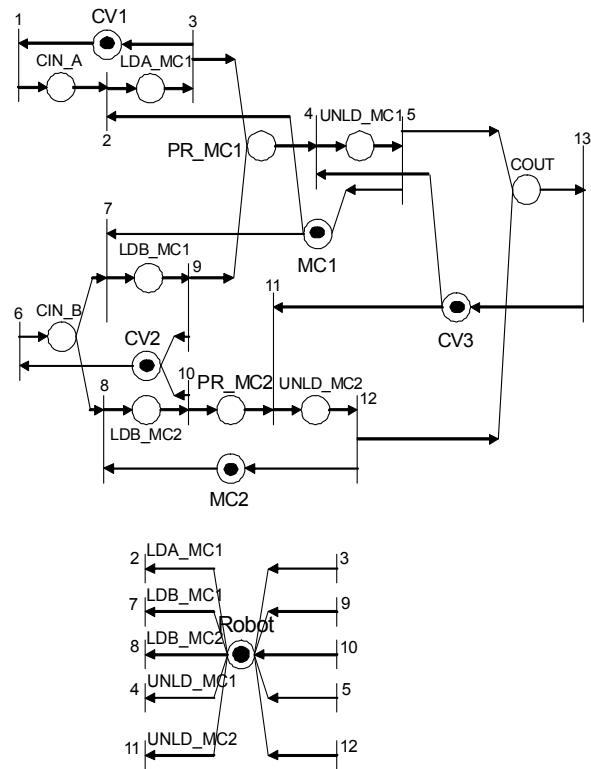 CV1
1
3
CIN_A
LDA_MC1
2
4
UNLD_MC1
5
13
PR_MC1
COUT
7
MC1
LDB_MC1
9
11
CIN_B
6
CV2
CV3
10
PR_MC2
UNLD_MC2
8
12
LDB_MC2
MC2
2
LDA_MC1
3
7
LDB_MC1
9
Robot
8
LDB_MC2
10
4
UNLD_MC1
5
11
UNLD_MC2
12